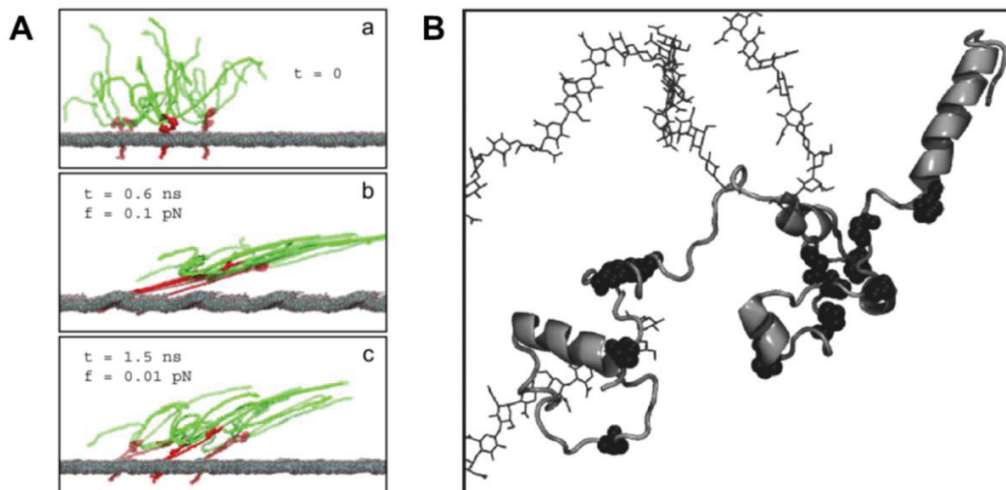 A
a
t = 0
b
t = 0.6 ns
f = 0.1 pN
c
t = 1.5 ns
f = 0.01 pN
B